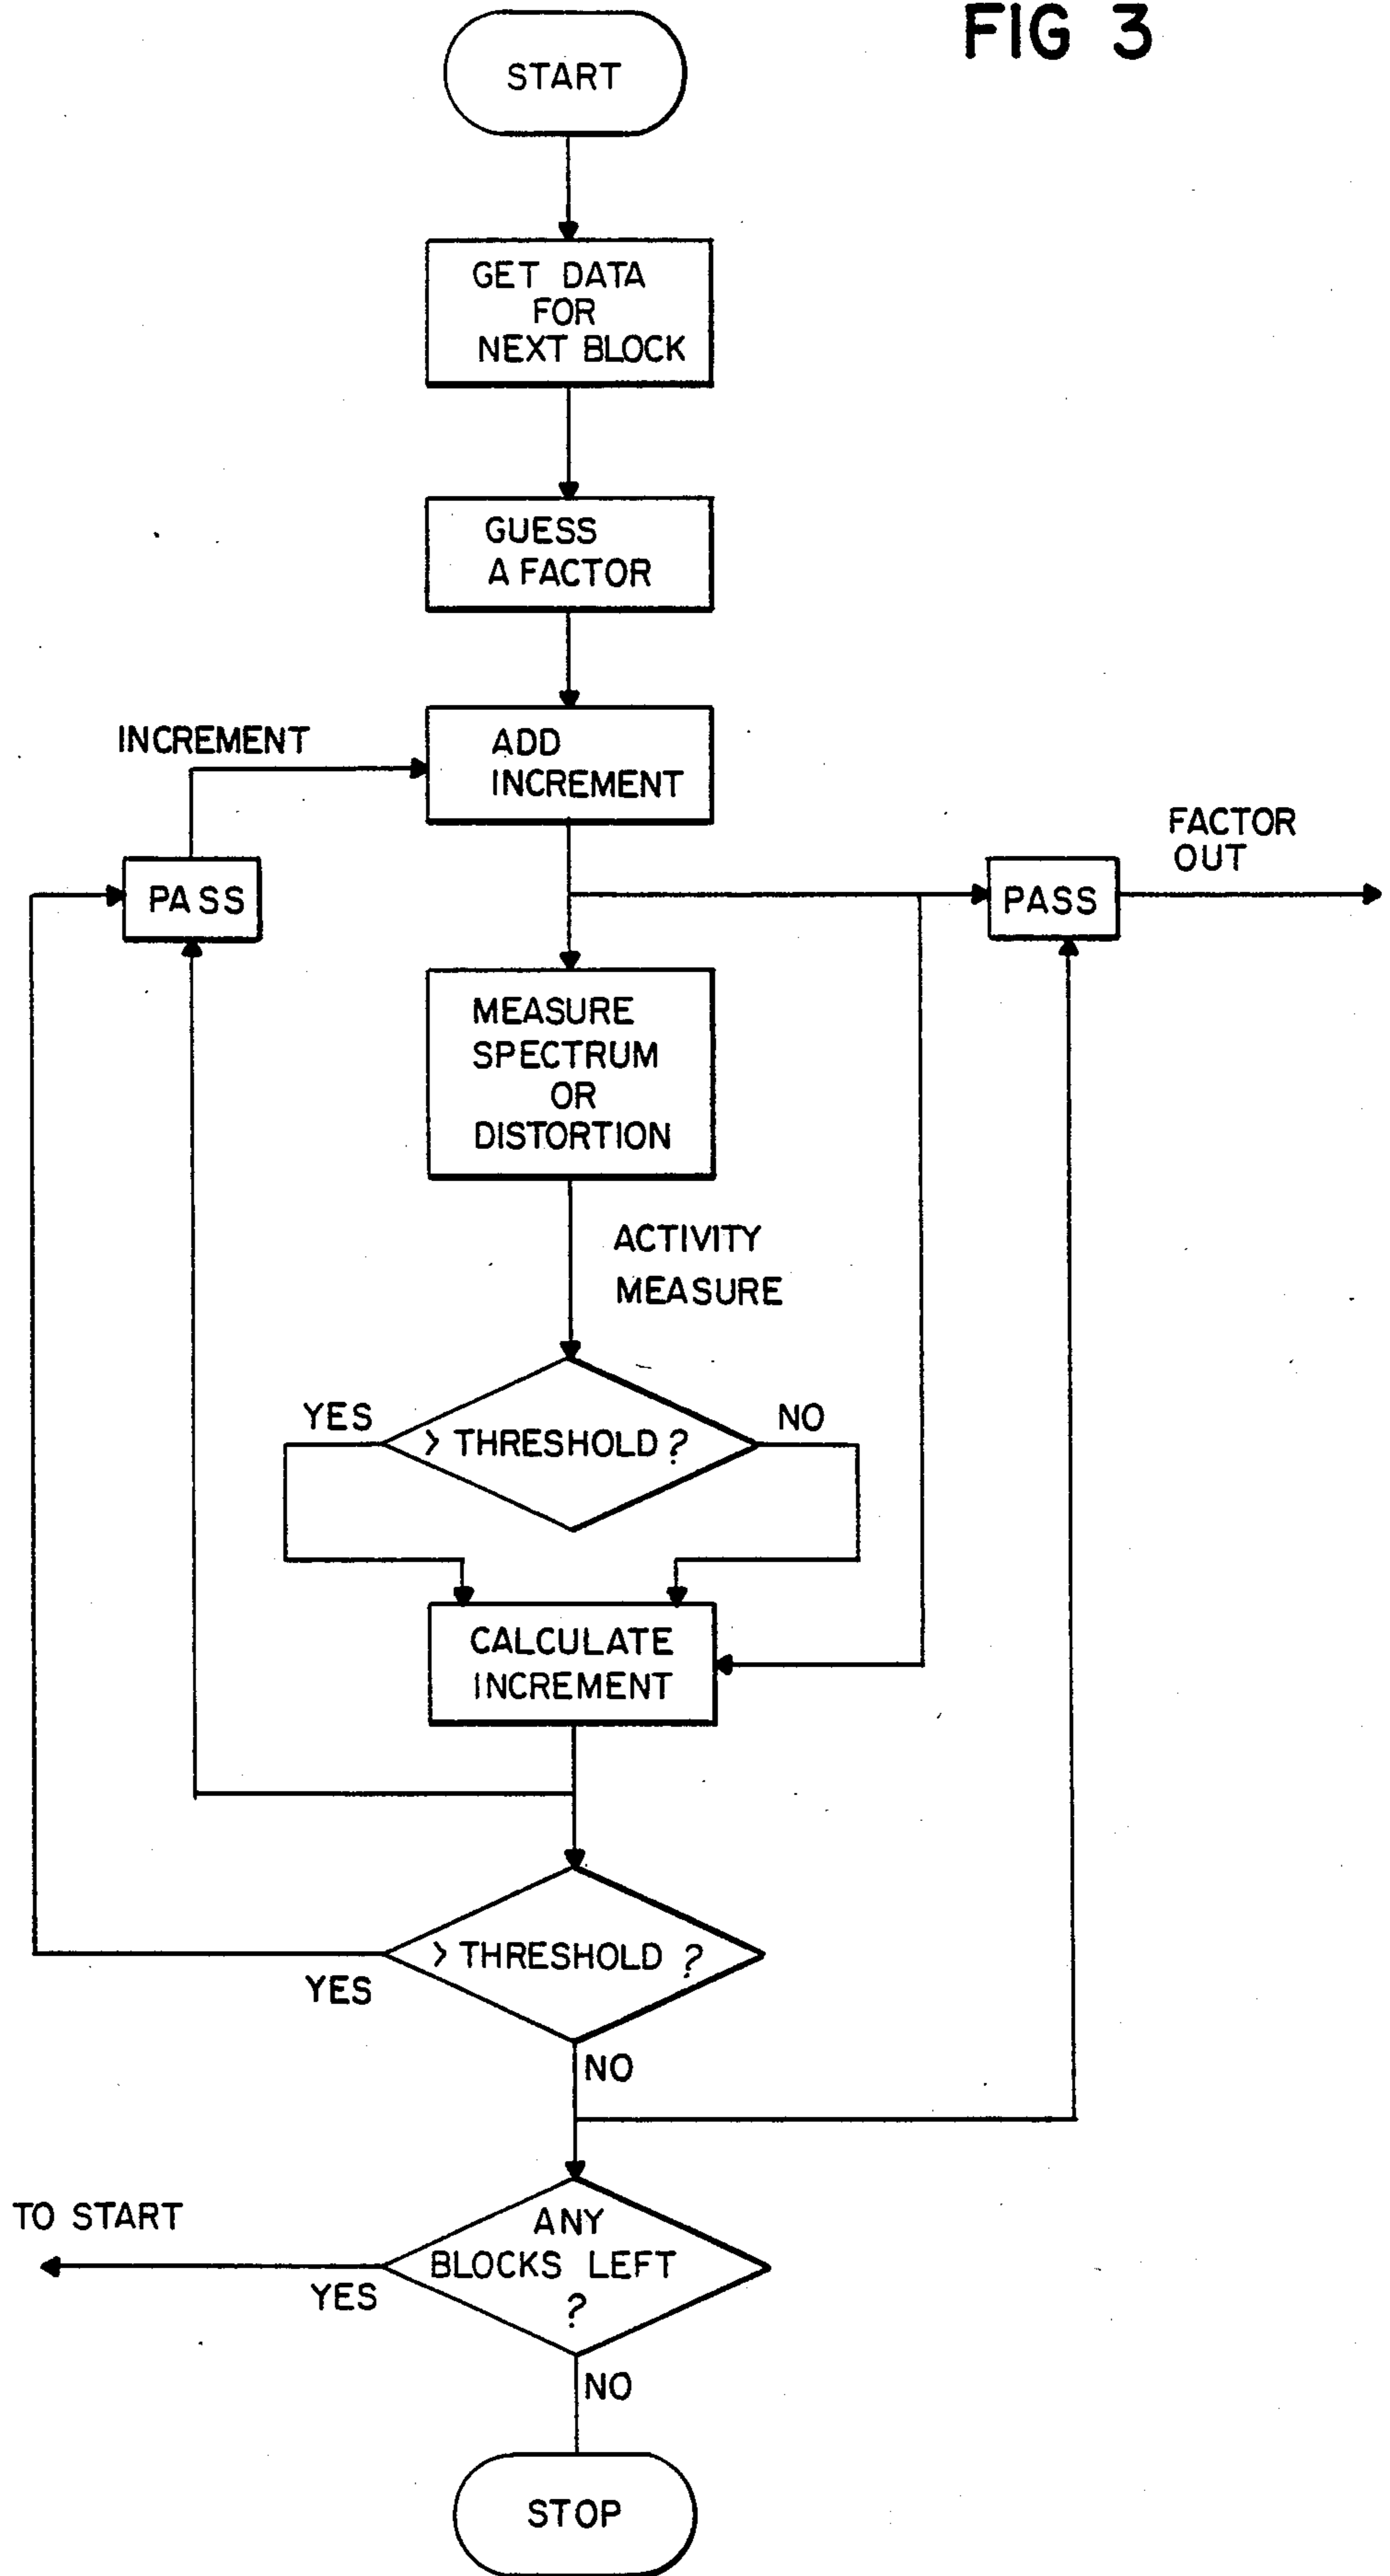 FIG 3
START
GET DATA
FOR
NEXT BLOCK
GUESS
A FACTOR
INCREMENT
ADD
INCREMENT
FACTOR
OUT
PASS
PASS
MEASURE
SPECTRUM
OR
DISTORTION
ACTIVITY
MEASURE
YES
> THRESHOLD?
NO
CALCULATE
INCREMENT
> THRESHOLD ?
YES
NO
TO START
ANY
BLOCKS LEFT
?
YES
NO
STOP